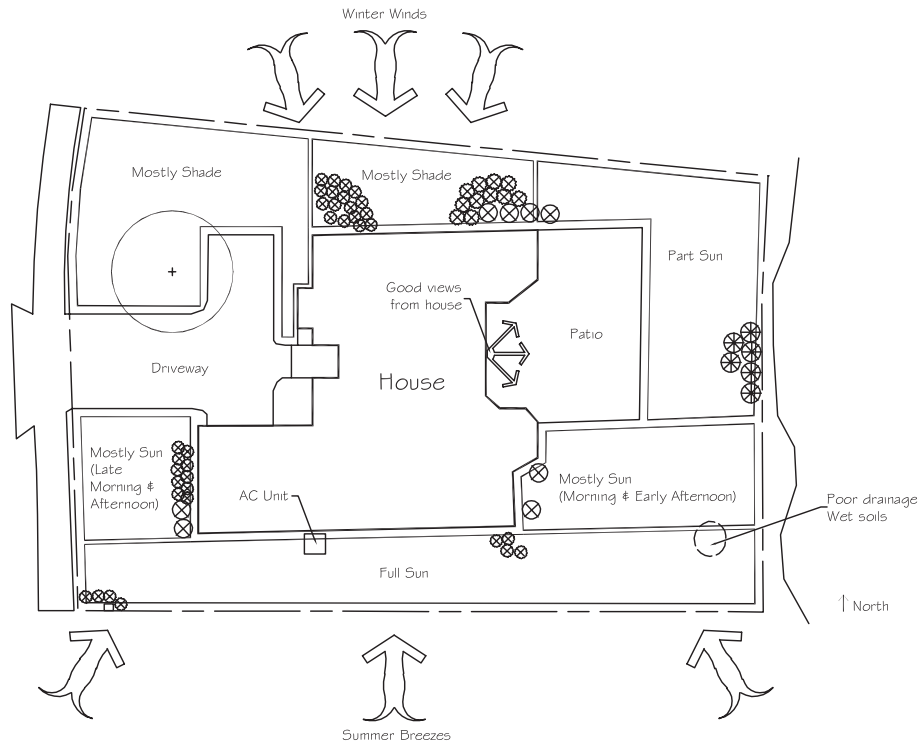 Winter Winds
Mostly Shade
Mostly Shade
Part Sun
Good views
from house
Patio
Driveway
House
Mostly Sun
(Late
Morning &
Afternoon)
AC Unit
Mostly Sun
(Morning & Early Afternoon)
Poor drainage
Wet soils
Full Sun
North
Summer Breezes